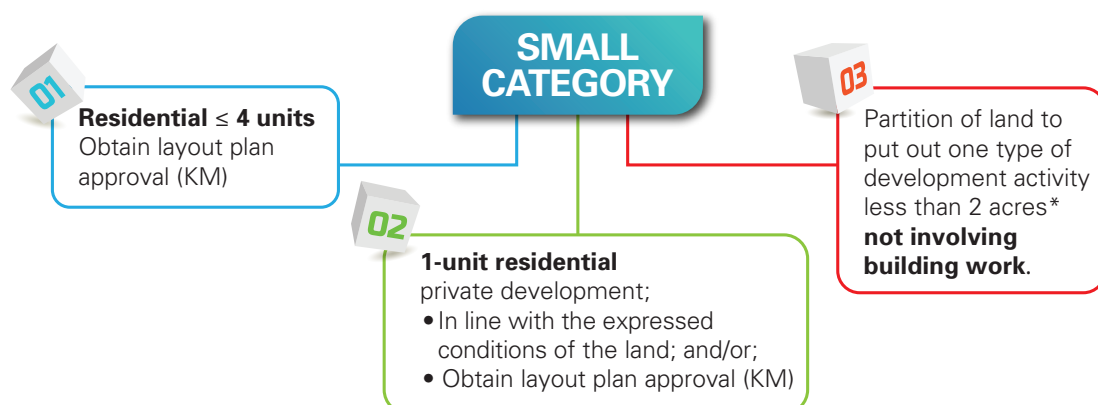 SMALL
CATEGORY
01
Residential ≤ 4 units
Obtain layout plan
approval (KM)
02
1-unit residential
private development;
• In line with the expressed
conditions of the land; and/or;
• Obtain layout plan approval (KM)
03
Partition of land to
put out one type of
development activity
less than 2 acres*
not involving
building work.